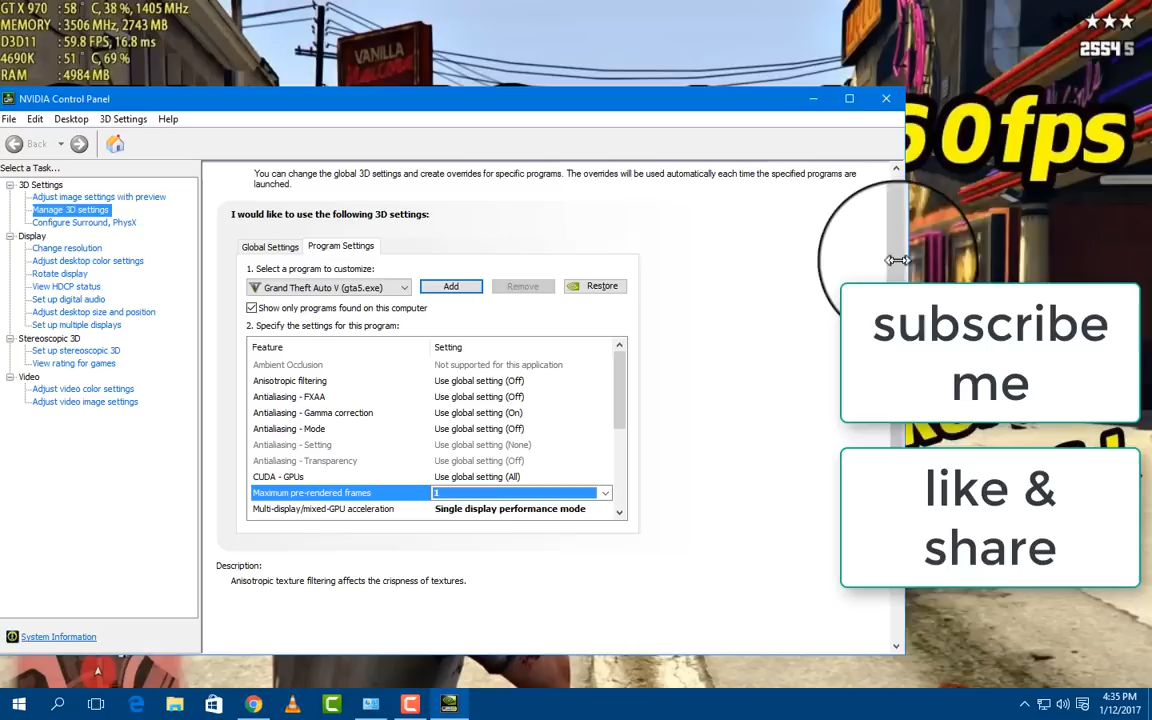 GTX 970 : 58° C, 38 %, 1405 MHz
MEMORY : 3506 MHz, 2743 MB
D3D11 : 59.8 FPS, 16.8 ms
4690K : 51° C, 69 %
RAM : 4984 MB
VANILLA
2554 5
60fps
NVIDIA Control Panel
File Edit Desktop 3D Settings Help
Back
Select a Task...
3D Settings
Adjust image settings with preview
Manage 3D settings
Configure Surround, PhysX
Display
Change resolution
Adjust desktop color settings
Rotate display
View HDCP status
Set up digital audio
Adjust desktop size and position
Set up multiple displays
Stereoscopic 3D
Set up stereoscopic 3D
View rating for games
Video
Adjust video color settings
Adjust video image settings
System Information
You can change the global 3D settings and create overrides for specific programs. The overrides will be used automatically each time the specified programs are
launched.
I would like to use the following 3D settings:
Global Settings Program Settings
1. Select a program to customize:
Grand Theft Auto V (gta5.exe) Add Remove Restore
Show only programs found on this computer
2. Specify the settings for this program:
Feature Setting
Ambient Occlusion Not supported for this application
Anisotropic filtering Use global setting (Off)
Antialiasing - FXAA Use global setting (Off)
Antialiasing - Gamma correction Use global setting (On)
Antialiasing - Mode Use global setting (Off)
Antialiasing - Setting Use global setting (None)
Antialiasing - Transparency Use global setting (Off)
CUDA - GPUs Use global setting (All)
Maximum pre-rendered frames 1
Multi-display/mixed-GPU acceleration Single display performance mode
Description:
Anisotropic texture filtering affects the crispness of textures.
subscribe
me
like &
share
4:35 PM
1/12/2017